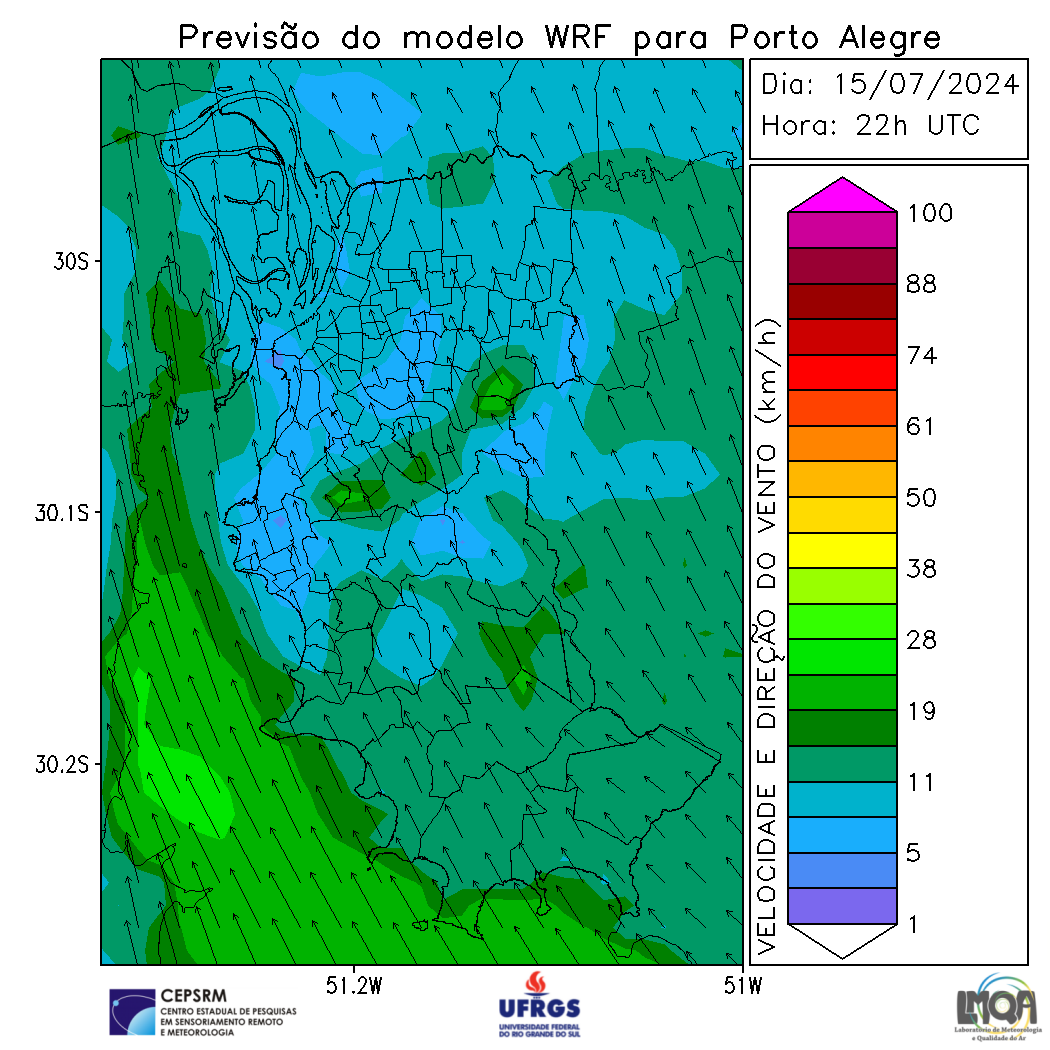 Previsão do modelo WRF para Porto Alegre
Dia: 15/07/2024
Hora: 22h UTC
30S
30.1S
30.2S
51.2W
51W
VELOCIDADE E DIREÇÃO DO VENTO (km/h)
100
88
74
61
50
38
28
19
11
5
1
CEPSRM
CENTRO ESTADUAL DE PESQUISAS
EM SENSORIAMENTO REMOTO
E METEOROLOGIA
UFRGS
UNIVERSIDADE FEDERAL
DO RIO GRANDE DO SUL
LMQA
Laboratório de Meteorologia
e Qualidade do Ar